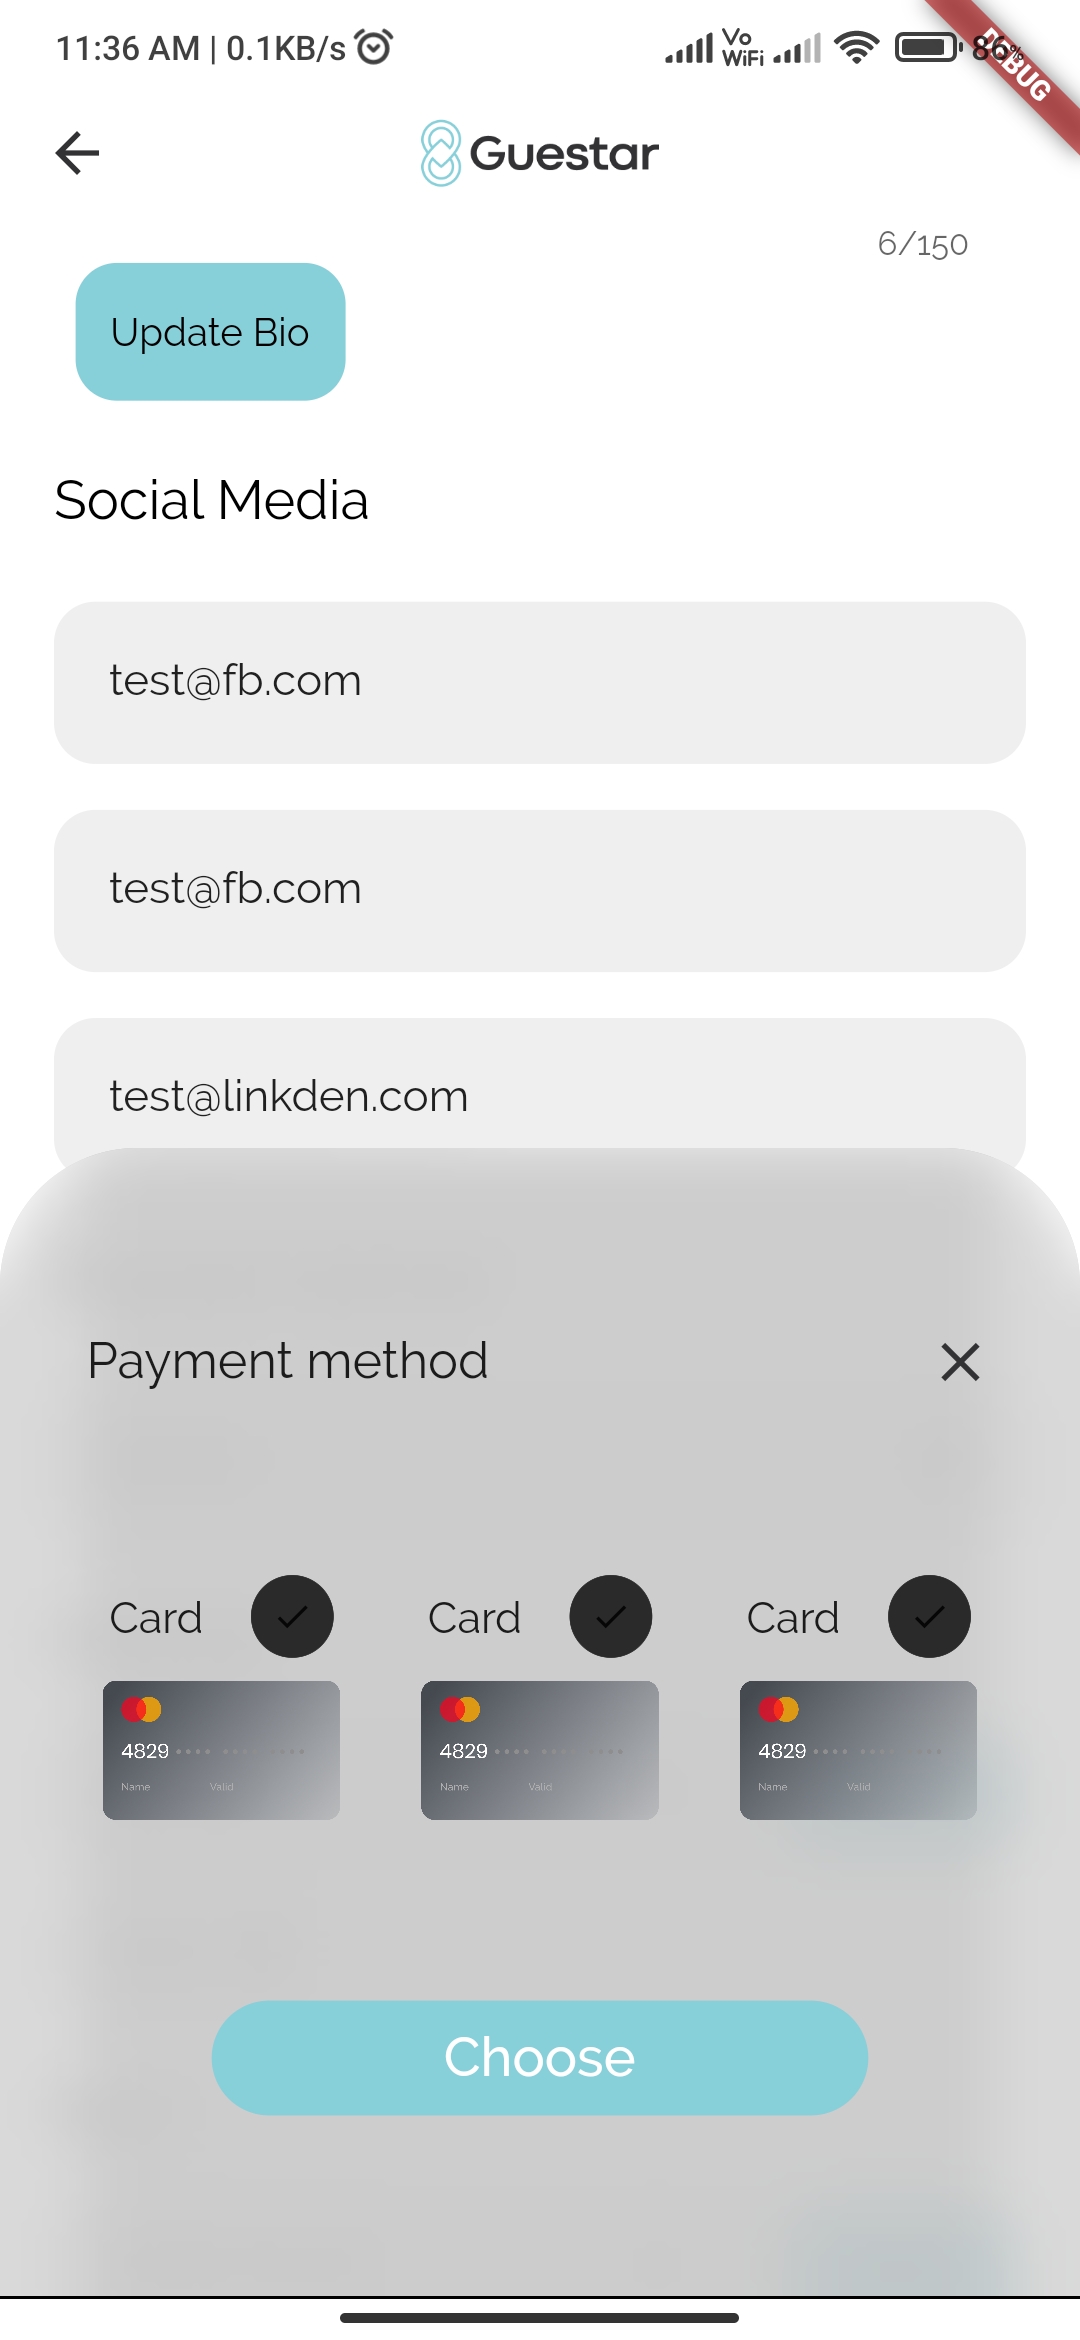 11:36 AM | 0.1KB/s Vo WiFi 86%
DEBUG
Guestar
6/150
Update Bio
Social Media
test@fb.com
test@fb.com
test@linkden.com
Payment method
Card Card Card
4829 4829 4829
Name Valid Name Valid Name Valid
Choose